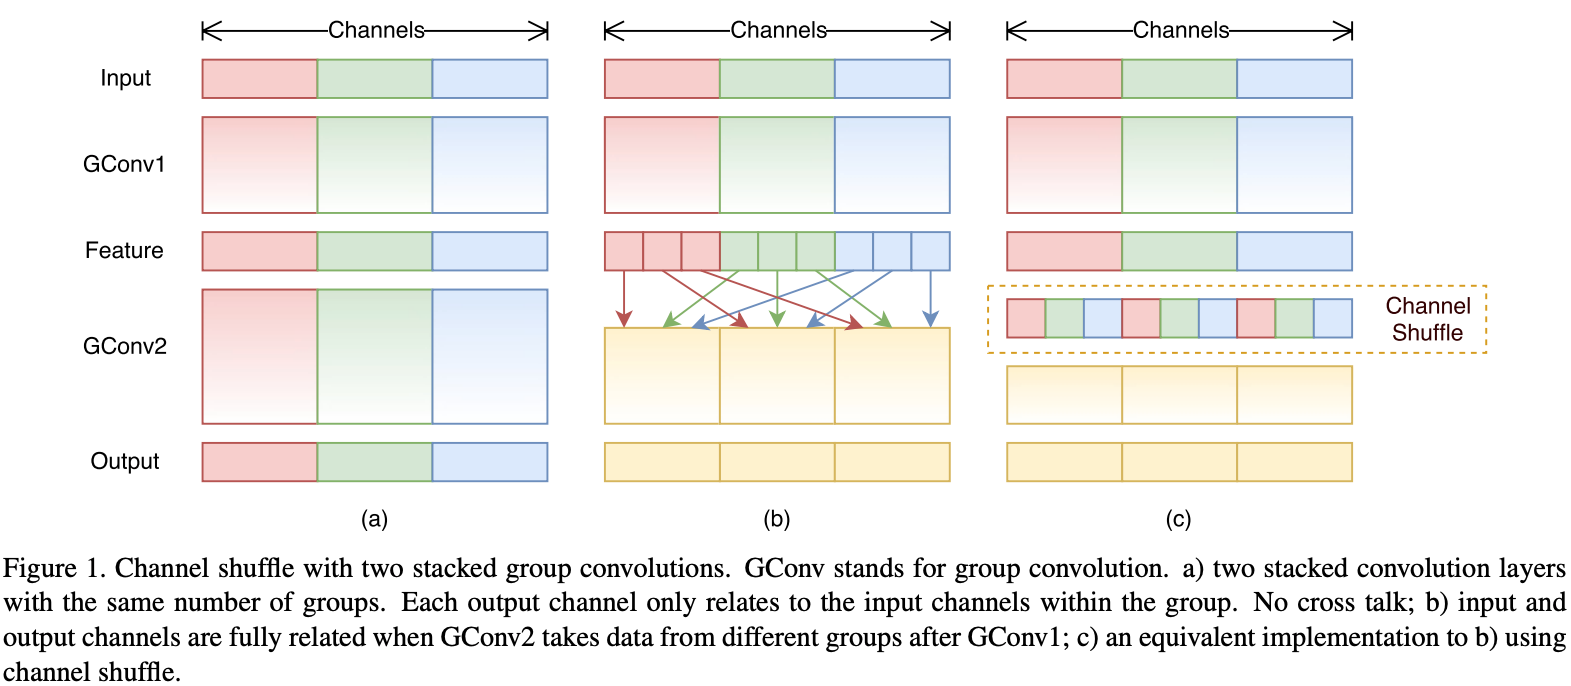 Channels Channels Channels
Input
GConv1
Feature
Channel
Shuffle
GConv2
Output
(a) (b) (c)
Figure 1. Channel shuffle with two stacked group convolutions. GConv stands for group convolution. a) two stacked convolution layers
with the same number of groups. Each output channel only relates to the input channels within the group. No cross talk; b) input and
output channels are fully related when GConv2 takes data from different groups after GConv1; c) an equivalent implementation to b) using
channel shuffle.